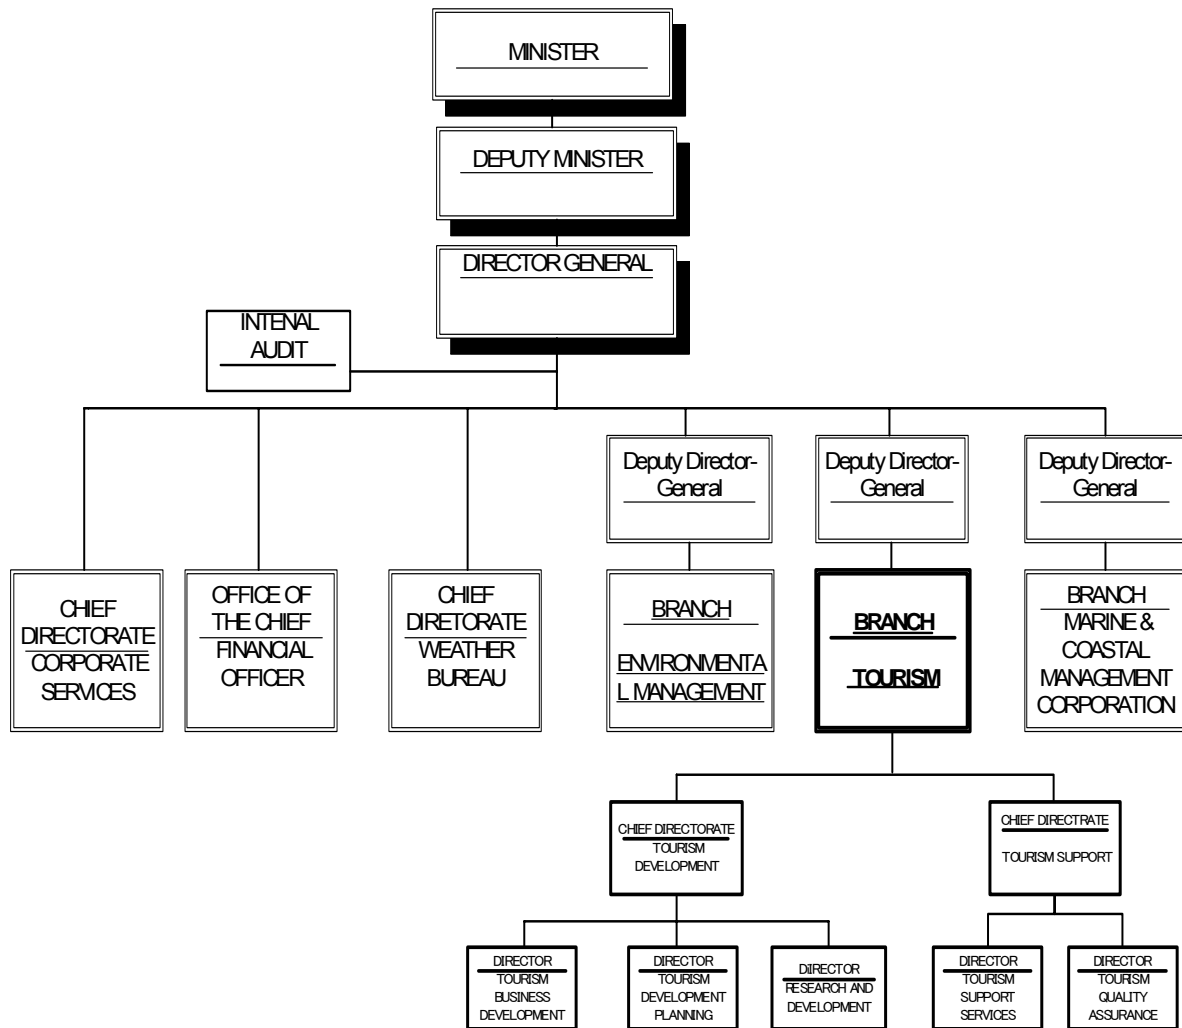 MINISTER
DEPUTY MINISTER
DIRECTOR GENERAL
INTENAL
AUDIT
Deputy Director-
General
Deputy Director-
General
Deputy Director-
General
CHIEF
DIRECTORATE
CORPORATE
SERVICES
OFFICE OF
THE CHIEF
FINANCIAL
OFFICER
CHIEF
DIRETORATE
WEATHER
BUREAU
BRANCH
ENVIRONMENTA
L MANAGEMENT
BRANCH
TOURISM
BRANCH
MARINE &
COASTAL
MANAGEMENT
CORPORATION
CHIEF DIRECTORATE
TOURISM
DEVELOPMENT
CHIEF DIRECTRATE
TOURISM SUPPORT
DIRECTOR
TOURISM
BUSINESS
DEVELOPMENT
DIRECTOR
TOURISM
DEVELOPMENT
PLANNING
DIRECTOR
RESEARCH AND
DEVELOPMENT
DIRECTOR
TOURISM
SUPPORT
SERVICES
DIRECTOR
TOURISM
QUALITY
ASSURANCE